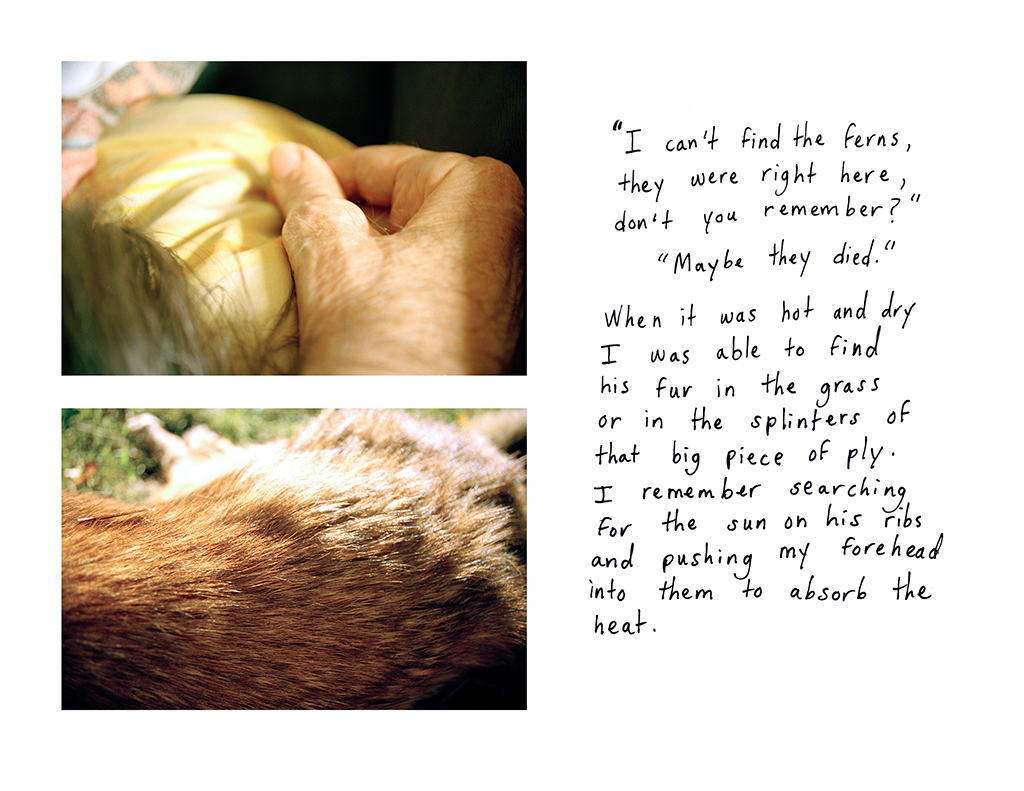 "I can't find the ferns,
they were right here,
don't you remember?"
"Maybe they died."
When it was hot and dry
I was able to find
his fur in the grass
or in the splinters of
that big piece of ply.
I remember searching
for the sun on his ribs
and pushing my forehead
into them to absorb the
heat.